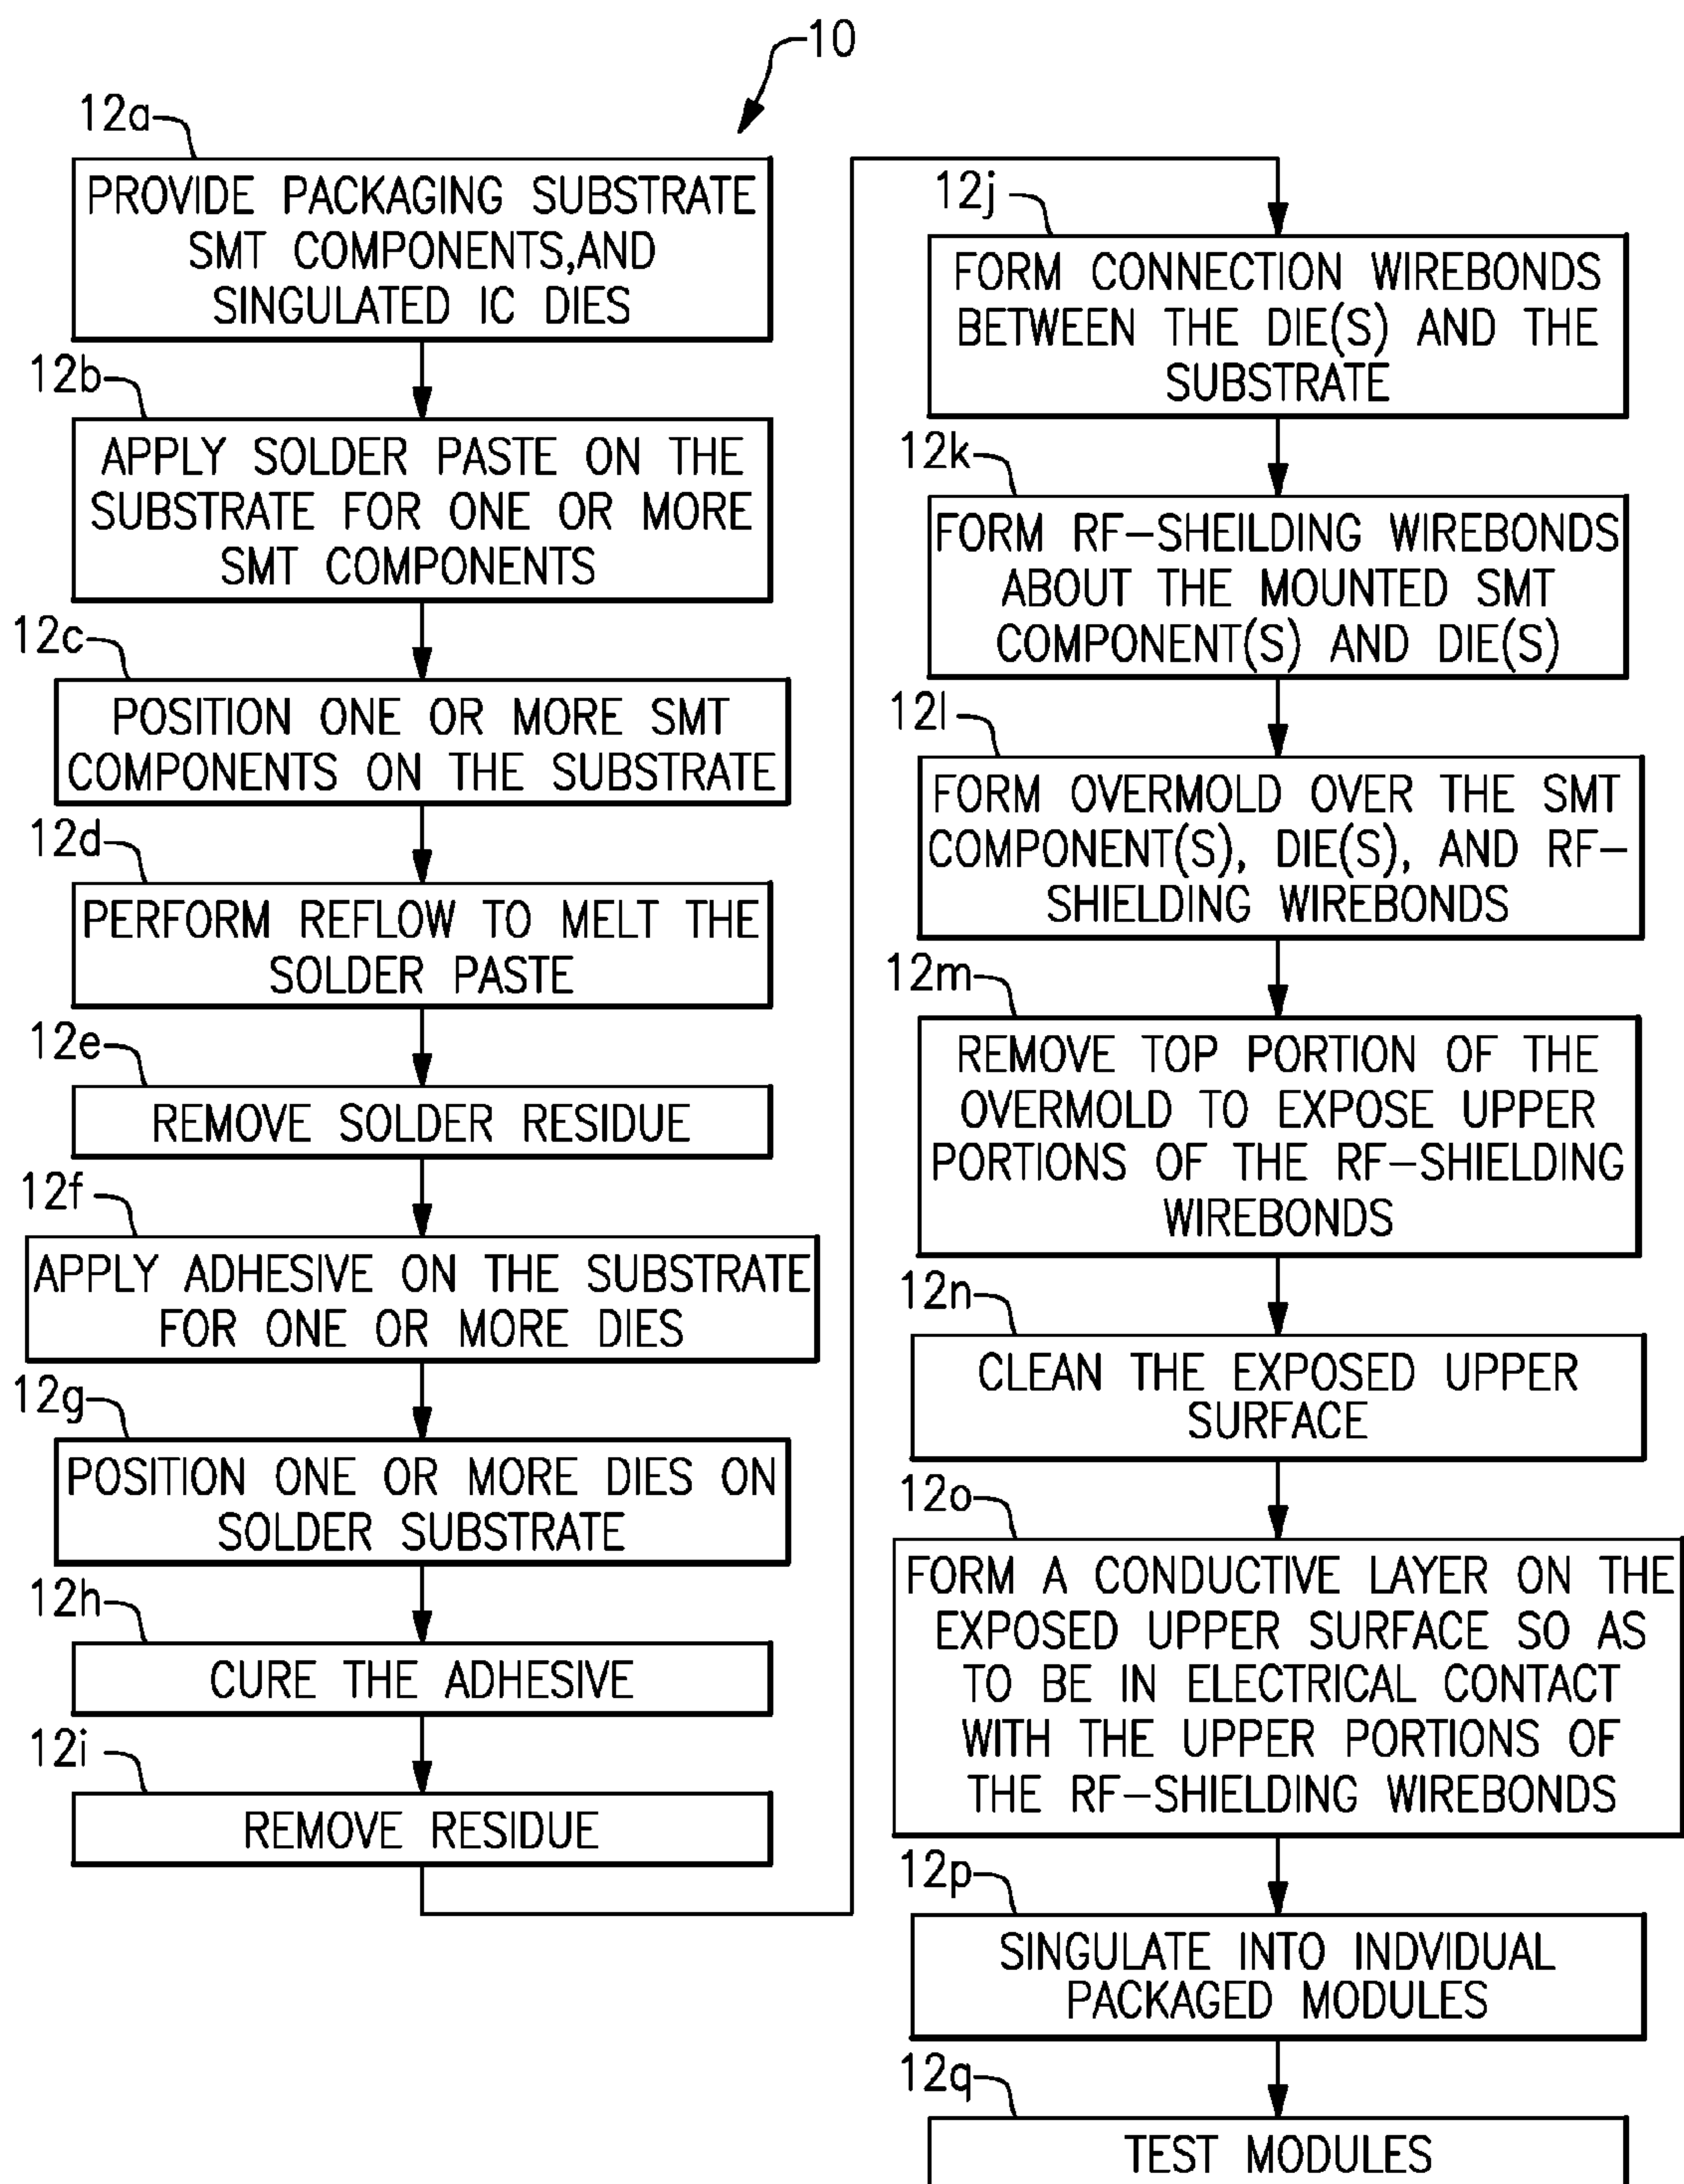 10
12a
PROVIDE PACKAGING SUBSTRATE
SMT COMPONENTS,AND
SINGULATED IC DIES
12b
APPLY SOLDER PASTE ON THE
SUBSTRATE FOR ONE OR MORE
SMT COMPONENTS
12c
POSITION ONE OR MORE SMT
COMPONENTS ON THE SUBSTRATE
12d
PERFORM REFLOW TO MELT THE
SOLDER PASTE
12e
REMOVE SOLDER RESIDUE
12f
APPLY ADHESIVE ON THE SUBSTRATE
FOR ONE OR MORE DIES
12g
POSITION ONE OR MORE DIES ON
SOLDER SUBSTRATE
12h
CURE THE ADHESIVE
12i
REMOVE RESIDUE
12j
FORM CONNECTION WIREBONDS
BETWEEN THE DIE(S) AND THE
SUBSTRATE
12k
FORM RF-SHEILDING WIREBONDS
ABOUT THE MOUNTED SMT
COMPONENT(S) AND DIE(S)
12l
FORM OVERMOLD OVER THE SMT
COMPONENT(S), DIE(S), AND RF-
SHIELDING WIREBONDS
12m
REMOVE TOP PORTION OF THE
OVERMOLD TO EXPOSE UPPER
PORTIONS OF THE RF-SHIELDING
WIREBONDS
12n
CLEAN THE EXPOSED UPPER
SURFACE
12o
FORM A CONDUCTIVE LAYER ON THE
EXPOSED UPPER SURFACE SO AS
TO BE IN ELECTRICAL CONTACT
WITH THE UPPER PORTIONS OF
THE RF-SHIELDING WIREBONDS
12p
SINGULATE INTO INDVIDUAL
PACKAGED MODULES
12q
TEST MODULES